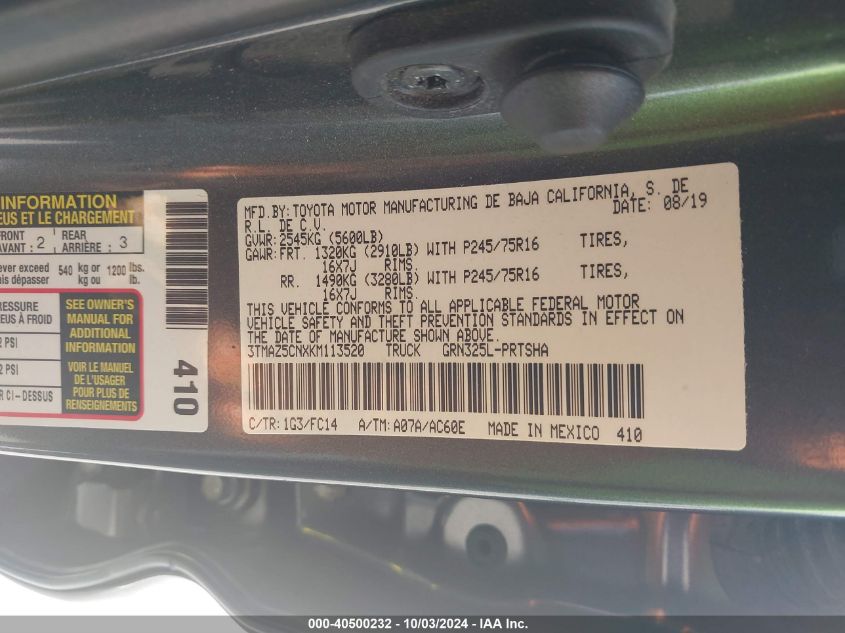 INFORMATION
EUS ET LE CHARGEMENT
FRONT
AVANT : 2
REAR
ARRIÈRE : 3
never exceed 540 kg or 1200 lbs.
dépasser kg ou lb.
PRESSURE
À FROID
SEE OWNER'S
MANUAL FOR
ADDITIONAL
INFORMATION
2 PSI
2 PSI
CI – DESSUS
VOIR LE MANUEL
DE L'USAGER
POUR PLUS DE
RENSEIGNEMENTS
410
MFD.BY:TOYOTA MOTOR MANUFACTURING DE BAJA CALIFORNIA, S. DE
R.L. DE C.V. DATE: 08/19
GVWR:2545KG (5600LB)
GAWR:FRT. 1320KG (2910LB) WITH P245/75R16 TIRES,
16X7J RIMS.
RR. 1490KG (3280LB) WITH P245/75R16 TIRES,
16X7J RIMS.
THIS VEHICLE CONFORMS TO ALL APPLICABLE FEDERAL MOTOR
VEHICLE SAFETY AND THEFT PREVENTION STANDARDS IN EFFECT ON
THE DATE OF MANUFACTURE SHOWN ABOVE.
3TMAZ5CNXKM113520 TRUCK GRN325L-PRTSHA
C/TR: 1G3/FC14 A/TM: A07A/AC60E MADE IN MEXICO 410
000-40500232 - 10/03/2024 - IAA Inc.